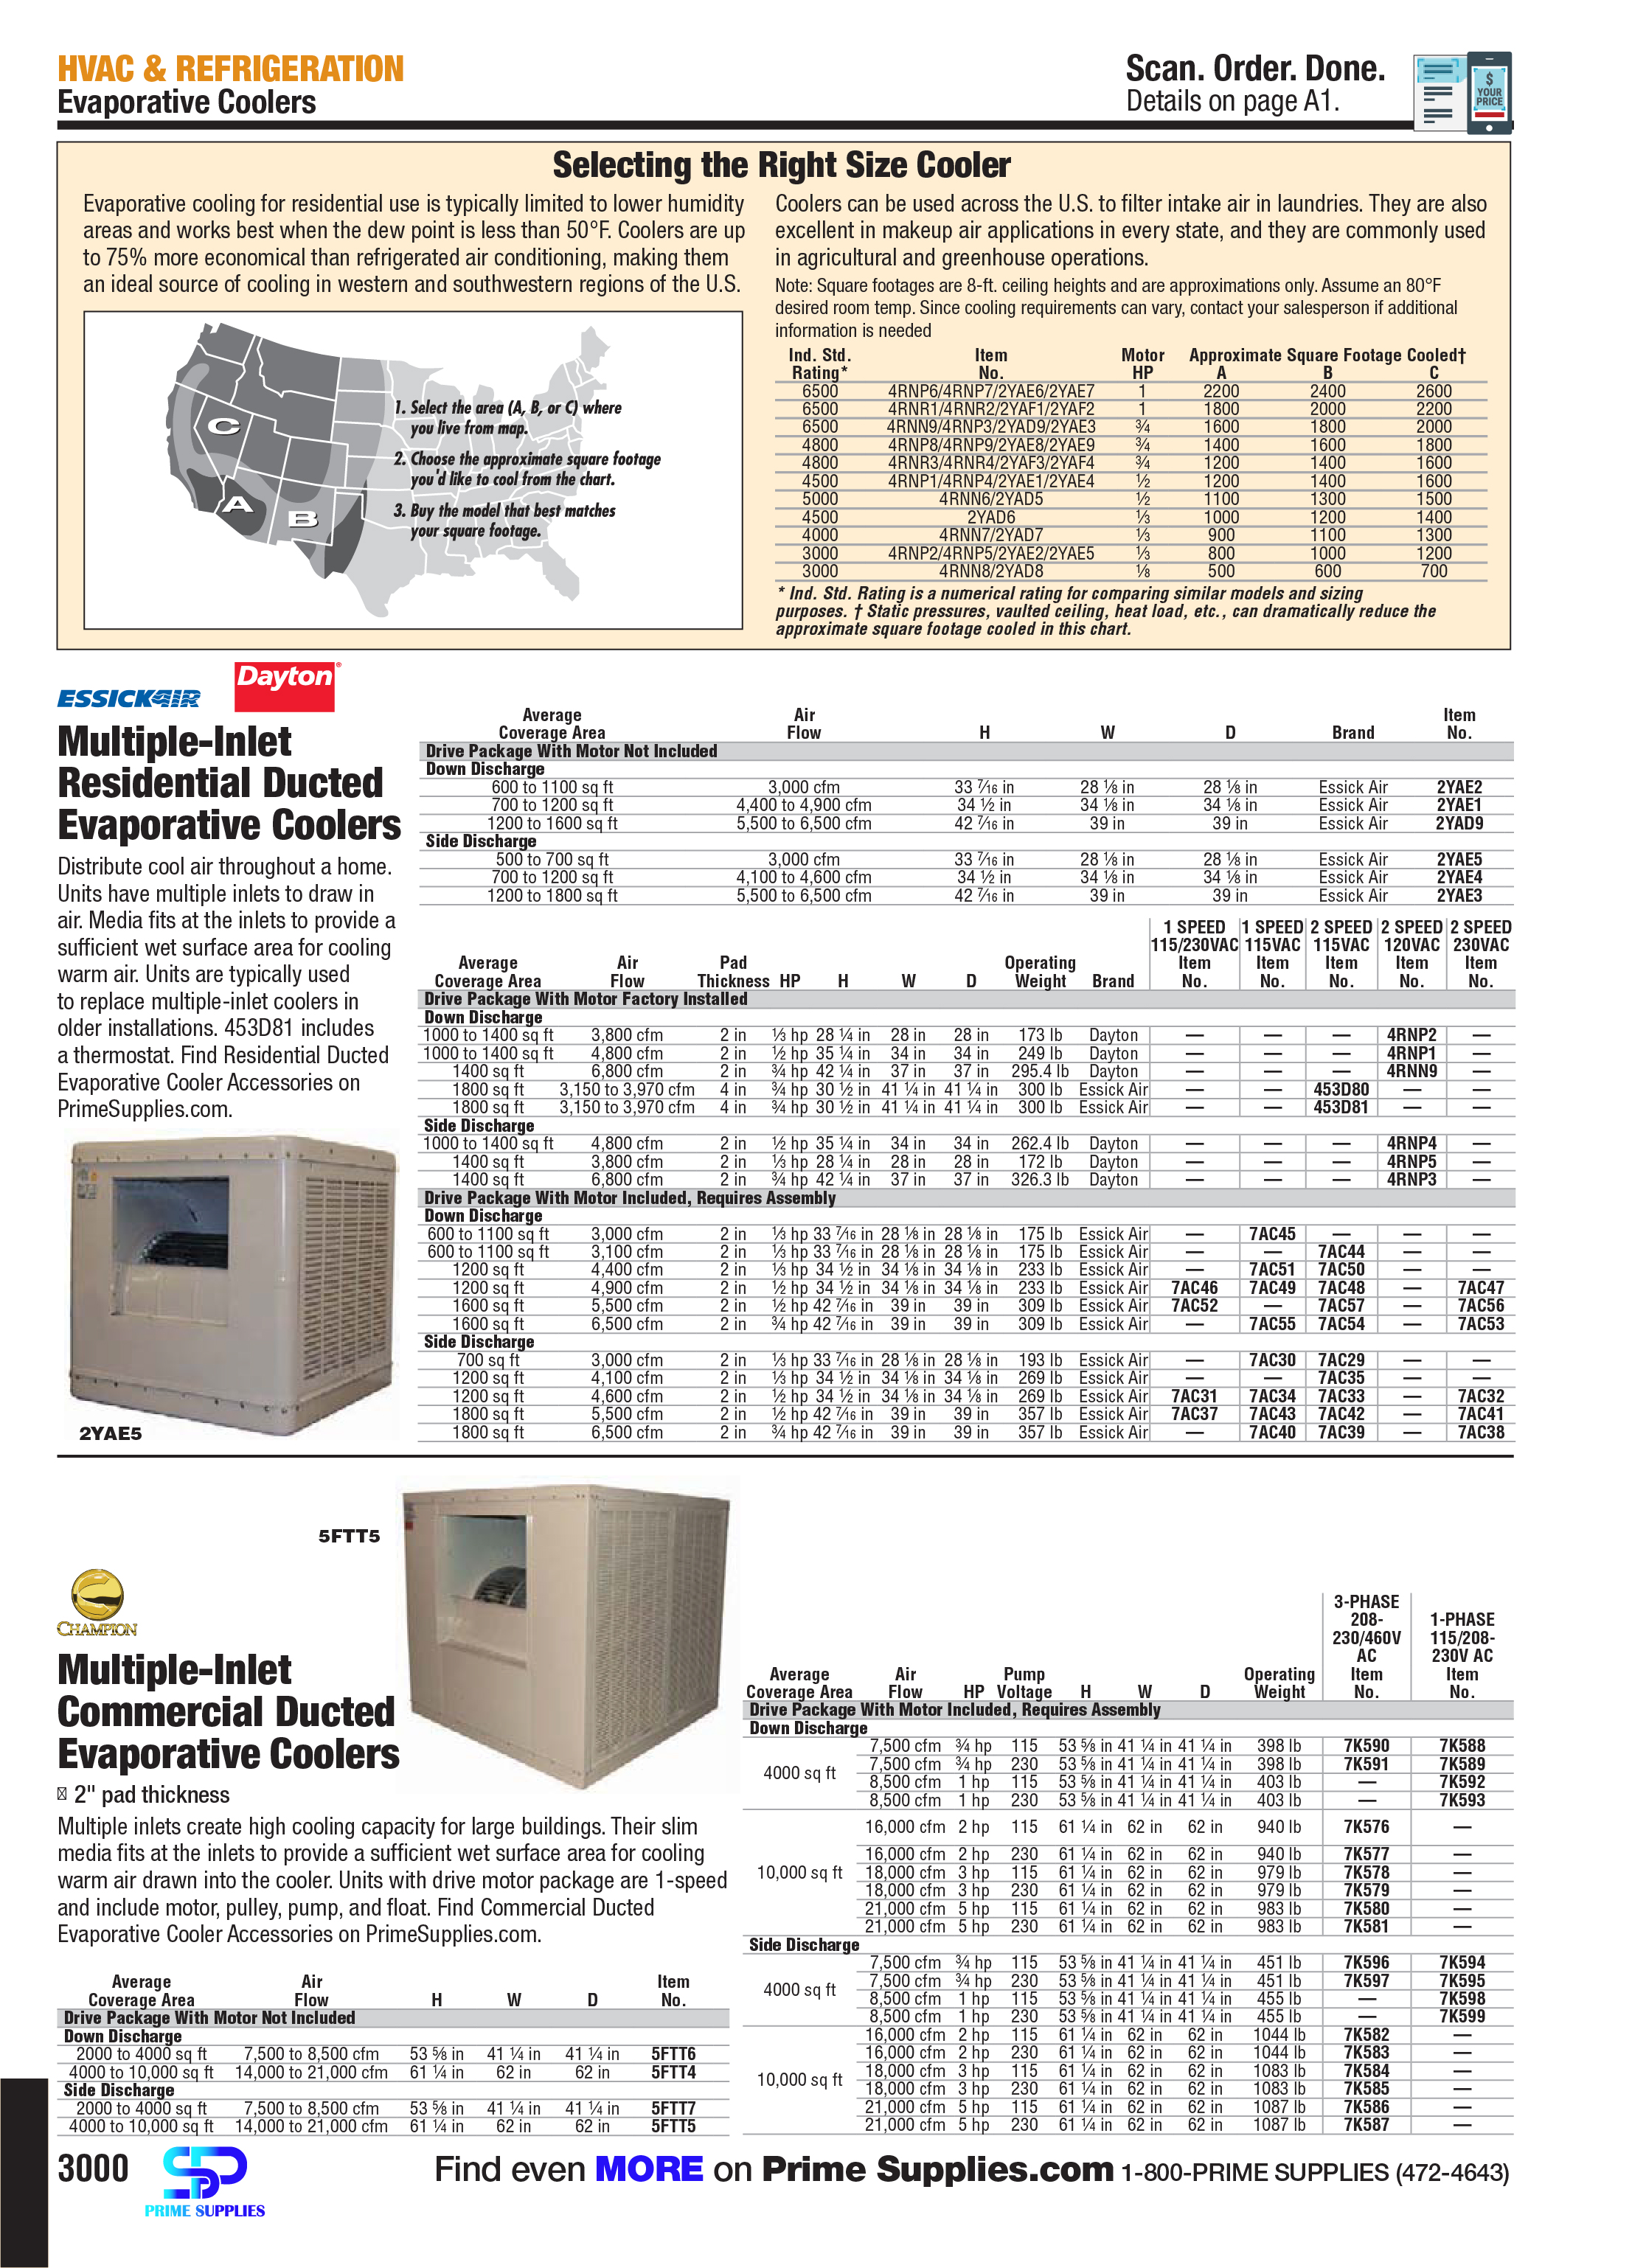 HVAC & REFRIGERATION
Evaporative Coolers
Scan. Order. Done.
Details on page A1.
$
YOUR
PRICE
Selecting the Right Size Cooler
Evaporative cooling for residential use is typically limited to lower humidity
areas and works best when the dew point is less than 50°F. Coolers are up
to 75% more economical than refrigerated air conditioning, making them
an ideal source of cooling in western and southwestern regions of the U.S.
C
A
B
1. Select the area (A, B, or C) where
you live from map.
2. Choose the approximate square footage
you'd like to cool from the chart.
3. Buy the model that best matches
your square footage.
Coolers can be used across the U.S. to filter intake air in laundries. They are also
excellent in makeup air applications in every state, and they are commonly used
in agricultural and greenhouse operations.
Note: Square footages are 8-ft. ceiling heights and are approximations only. Assume an 80°F
desired room temp. Since cooling requirements can vary, contact your salesperson if additional
information is needed
Ind. Std. Item Motor Approximate Square Footage Cooled†
Rating* No. HP A B C
6500 4RNP6/4RNP7/2YAE6/2YAE7 1 2200 2400 2600
6500 4RNR1/4RNR2/2YAF1/2YAF2 1 1800 2000 2200
6500 4RNN9/4RNP3/2YAD9/2YAE3 ¾ 1600 1800 2000
4800 4RNP8/4RNP9/2YAE8/2YAE9 ¾ 1400 1600 1800
4800 4RNR3/4RNR4/2YAF3/2YAF4 ¾ 1200 1400 1600
4500 4RNP1/4RNP4/2YAE1/2YAE4 ½ 1200 1400 1600
5000 4RNN6/2YAD5 ½ 1100 1300 1500
4500 2YAD6 ⅓ 1000 1200 1400
4000 4RNN7/2YAD7 ⅓ 900 1100 1300
3000 4RNP2/4RNP5/2YAE2/2YAE5 ⅓ 800 1000 1200
3000 4RNN8/2YAD8 ⅛ 500 600 700
* Ind. Std. Rating is a numerical rating for comparing similar models and sizing
purposes. † Static pressures, vaulted ceiling, heat load, etc., can dramatically reduce the
approximate square footage cooled in this chart.
ESSICKAIR
Dayton®
Multiple-Inlet
Residential Ducted
Evaporative Coolers
Distribute cool air throughout a home.
Units have multiple inlets to draw in
air. Media fits at the inlets to provide a
sufficient wet surface area for cooling
warm air. Units are typically used
to replace multiple-inlet coolers in
older installations. 453D81 includes
a thermostat. Find Residential Ducted
Evaporative Cooler Accessories on
PrimeSupplies.com.
2YAE5
Average Air Item
Coverage Area Flow H W D Brand No.
Drive Package With Motor Not Included
Down Discharge
600 to 1100 sq ft 3,000 cfm 33 7⁄16 in 28 ⅛ in 28 ⅛ in Essick Air 2YAE2
700 to 1200 sq ft 4,400 to 4,900 cfm 34 ½ in 34 ⅛ in 34 ⅛ in Essick Air 2YAE1
1200 to 1600 sq ft 5,500 to 6,500 cfm 42 7⁄16 in 39 in 39 in Essick Air 2YAD9
Side Discharge
500 to 700 sq ft 3,000 cfm 33 7⁄16 in 28 ⅛ in 28 ⅛ in Essick Air 2YAE5
700 to 1200 sq ft 4,100 to 4,600 cfm 34 ½ in 34 ⅛ in 34 ⅛ in Essick Air 2YAE4
1200 to 1800 sq ft 5,500 to 6,500 cfm 42 7⁄16 in 39 in 39 in Essick Air 2YAE3
1 SPEED 1 SPEED 2 SPEED 2 SPEED 2 SPEED
115/230VAC 115VAC 115VAC 120VAC 230VAC
Average Air Pad Operating Item Item Item Item Item
Coverage Area Flow Thickness HP H W D Weight Brand No. No. No. No. No.
Drive Package With Motor Factory Installed
Down Discharge
1000 to 1400 sq ft 3,800 cfm 2 in ⅓ hp 28 ¼ in 28 in 28 in 173 lb Dayton — — — 4RNP2 —
1000 to 1400 sq ft 4,800 cfm 2 in ½ hp 35 ¼ in 34 in 34 in 249 lb Dayton — — — 4RNP1 —
1400 sq ft 6,800 cfm 2 in ¾ hp 42 ¼ in 37 in 37 in 295.4 lb Dayton — — — 4RNN9 —
1800 sq ft 3,150 to 3,970 cfm 4 in ¾ hp 30 ½ in 41 ¼ in 41 ¼ in 300 lb Essick Air — — 453D80 — —
1800 sq ft 3,150 to 3,970 cfm 4 in ¾ hp 30 ½ in 41 ¼ in 41 ¼ in 300 lb Essick Air — — 453D81 — —
Side Discharge
1000 to 1400 sq ft 4,800 cfm 2 in ½ hp 35 ¼ in 34 in 34 in 262.4 lb Dayton — — — 4RNP4 —
1400 sq ft 3,800 cfm 2 in ⅓ hp 28 ¼ in 28 in 28 in 172 lb Dayton — — — 4RNP5 —
1400 sq ft 6,800 cfm 2 in ¾ hp 42 ¼ in 37 in 37 in 326.3 lb Dayton — — — 4RNP3 —
Drive Package With Motor Included, Requires Assembly
Down Discharge
600 to 1100 sq ft 3,000 cfm 2 in ⅓ hp 33 7⁄16 in 28 ⅛ in 28 ⅛ in 175 lb Essick Air — 7AC45 — — —
600 to 1100 sq ft 3,100 cfm 2 in ⅓ hp 33 7⁄16 in 28 ⅛ in 28 ⅛ in 175 lb Essick Air — — 7AC44 — —
1200 sq ft 4,400 cfm 2 in ⅓ hp 34 ½ in 34 ⅛ in 34 ⅛ in 233 lb Essick Air — 7AC51 7AC50 — —
1200 sq ft 4,900 cfm 2 in ½ hp 34 ½ in 34 ⅛ in 34 ⅛ in 233 lb Essick Air 7AC46 7AC49 7AC48 — 7AC47
1600 sq ft 5,500 cfm 2 in ½ hp 42 7⁄16 in 39 in 39 in 309 lb Essick Air 7AC52 — 7AC57 — 7AC56
1600 sq ft 6,500 cfm 2 in ¾ hp 42 7⁄16 in 39 in 39 in 309 lb Essick Air — 7AC55 7AC54 — 7AC53
Side Discharge
700 sq ft 3,000 cfm 2 in ⅓ hp 33 7⁄16 in 28 ⅛ in 28 ⅛ in 193 lb Essick Air — 7AC30 7AC29 — —
1200 sq ft 4,100 cfm 2 in ⅓ hp 34 ½ in 34 ⅛ in 34 ⅛ in 269 lb Essick Air — — 7AC35 — —
1200 sq ft 4,600 cfm 2 in ½ hp 34 ½ in 34 ⅛ in 34 ⅛ in 269 lb Essick Air 7AC31 7AC34 7AC33 — 7AC32
1800 sq ft 5,500 cfm 2 in ½ hp 42 7⁄16 in 39 in 39 in 357 lb Essick Air 7AC37 7AC43 7AC42 — 7AC41
1800 sq ft 6,500 cfm 2 in ¾ hp 42 7⁄16 in 39 in 39 in 357 lb Essick Air — 7AC40 7AC39 — 7AC38
5FTT5
CHAMPION
Multiple-Inlet
Commercial Ducted
Evaporative Coolers
2" pad thickness
Multiple inlets create high cooling capacity for large buildings. Their slim
media fits at the inlets to provide a sufficient wet surface area for cooling
warm air drawn into the cooler. Units with drive motor package are 1-speed
and include motor, pulley, pump, and float. Find Commercial Ducted
Evaporative Cooler Accessories on PrimeSupplies.com.
Average Air Item
Coverage Area Flow H W D No.
Drive Package With Motor Not Included
Down Discharge
2000 to 4000 sq ft 7,500 to 8,500 cfm 53 ⅝ in 41 ¼ in 41 ¼ in 5FTT6
4000 to 10,000 sq ft 14,000 to 21,000 cfm 61 ¼ in 62 in 62 in 5FTT4
Side Discharge
2000 to 4000 sq ft 7,500 to 8,500 cfm 53 ⅝ in 41 ¼ in 41 ¼ in 5FTT7
4000 to 10,000 sq ft 14,000 to 21,000 cfm 61 ¼ in 62 in 62 in 5FTT5
3-PHASE
208- 1-PHASE
230/460V 115/208-
AC 230V AC
Average Air Pump Operating Item Item
Coverage Area Flow HP Voltage H W D Weight No. No.
Drive Package With Motor Included, Requires Assembly
Down Discharge
4000 sq ft
7,500 cfm ¾ hp 115 53 ⅝ in 41 ¼ in 41 ¼ in 398 lb 7K590 7K588
7,500 cfm ¾ hp 230 53 ⅝ in 41 ¼ in 41 ¼ in 398 lb 7K591 7K589
8,500 cfm 1 hp 115 53 ⅝ in 41 ¼ in 41 ¼ in 403 lb — 7K592
8,500 cfm 1 hp 230 53 ⅝ in 41 ¼ in 41 ¼ in 403 lb — 7K593
10,000 sq ft
16,000 cfm 2 hp 115 61 ¼ in 62 in 62 in 940 lb 7K576 —
16,000 cfm 2 hp 230 61 ¼ in 62 in 62 in 940 lb 7K577 —
18,000 cfm 3 hp 115 61 ¼ in 62 in 62 in 979 lb 7K578 —
18,000 cfm 3 hp 230 61 ¼ in 62 in 62 in 979 lb 7K579 —
21,000 cfm 5 hp 115 61 ¼ in 62 in 62 in 983 lb 7K580 —
21,000 cfm 5 hp 230 61 ¼ in 62 in 62 in 983 lb 7K581 —
Side Discharge
4000 sq ft
7,500 cfm ¾ hp 115 53 ⅝ in 41 ¼ in 41 ¼ in 451 lb 7K596 7K594
7,500 cfm ¾ hp 230 53 ⅝ in 41 ¼ in 41 ¼ in 451 lb 7K597 7K595
8,500 cfm 1 hp 115 53 ⅝ in 41 ¼ in 41 ¼ in 455 lb — 7K598
8,500 cfm 1 hp 230 53 ⅝ in 41 ¼ in 41 ¼ in 455 lb — 7K599
10,000 sq ft
16,000 cfm 2 hp 115 61 ¼ in 62 in 62 in 1044 lb 7K582 —
16,000 cfm 2 hp 230 61 ¼ in 62 in 62 in 1044 lb 7K583 —
18,000 cfm 3 hp 115 61 ¼ in 62 in 62 in 1083 lb 7K584 —
18,000 cfm 3 hp 230 61 ¼ in 62 in 62 in 1083 lb 7K585 —
21,000 cfm 5 hp 115 61 ¼ in 62 in 62 in 1087 lb 7K586 —
21,000 cfm 5 hp 230 61 ¼ in 62 in 62 in 1087 lb 7K587 —
3000
PRIME SUPPLIES
Find even MORE on Prime Supplies.com 1-800-PRIME SUPPLIES (472-4643)